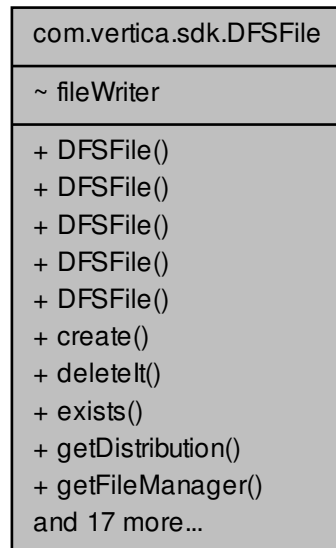 com.vertica.sdk.DFSFile
~ fileWriter
+ DFSFile()
+ DFSFile()
+ DFSFile()
+ DFSFile()
+ DFSFile()
+ create()
+ deleteIt()
+ exists()
+ getDistribution()
+ getFileManager()
and 17 more...